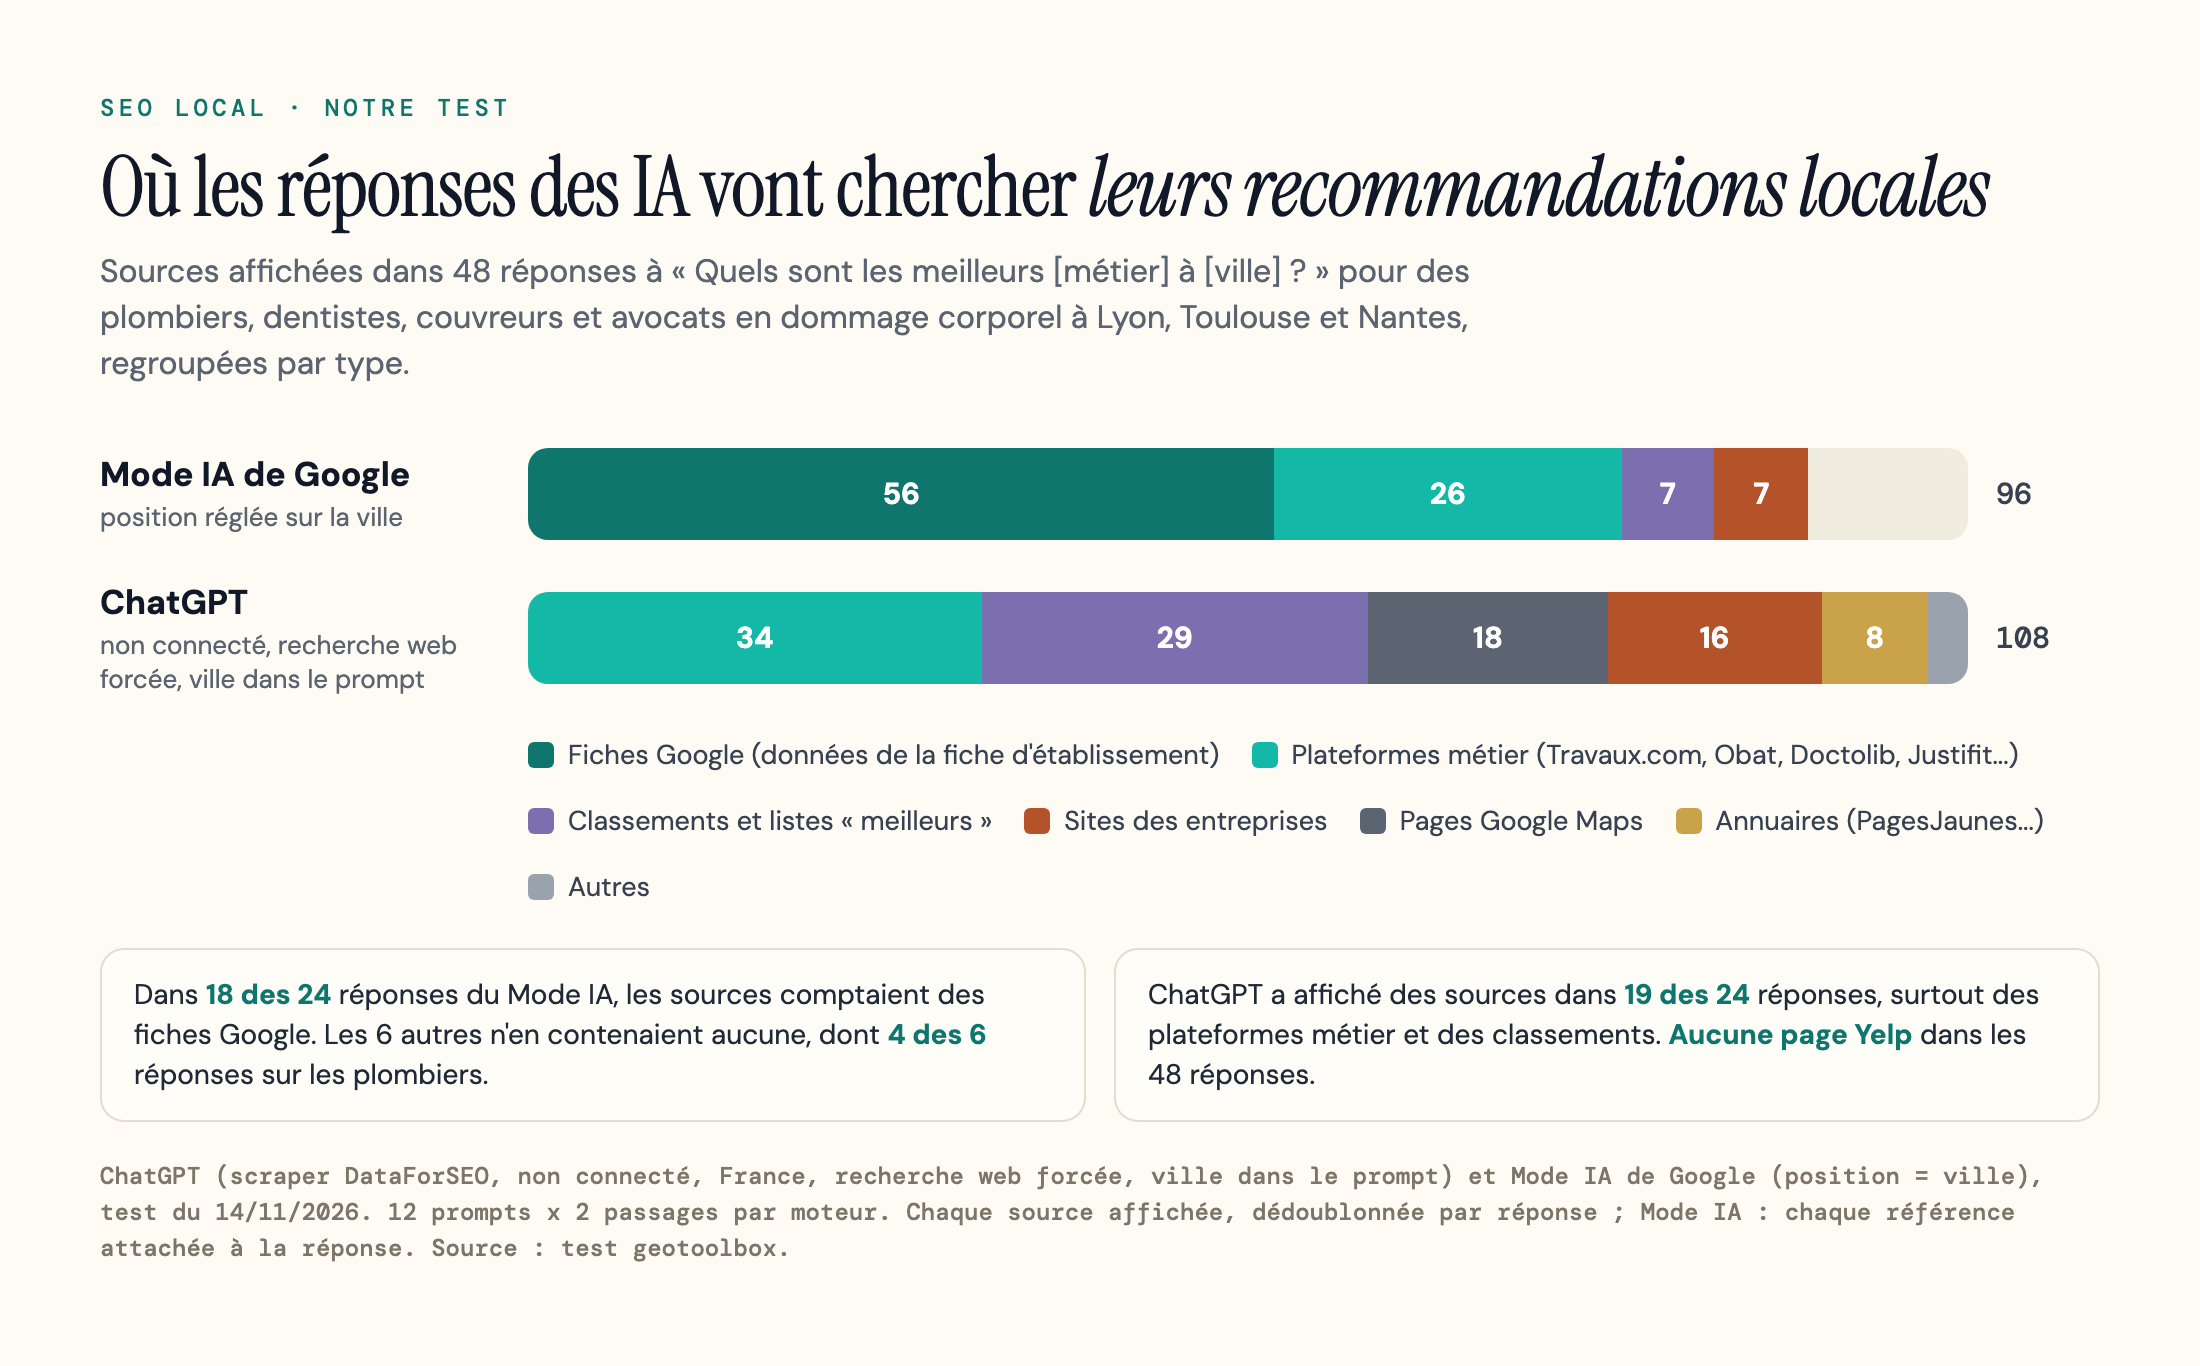 SEO LOCAL · NOTRE TEST
Où les réponses des IA vont chercher leurs recommandations locales
Sources affichées dans 48 réponses à « Quels sont les meilleurs [métier] à [ville] ? » pour des
plombiers, dentistes, couvreurs et avocats en dommage corporel à Lyon, Toulouse et Nantes,
regroupées par type.
Mode IA de Google
position réglée sur la ville
56 26 7 7 96
ChatGPT
non connecté, recherche web
forcée, ville dans le prompt
34 29 18 16 8 108
Fiches Google (données de la fiche d'établissement) Plateformes métier (Travaux.com, Obat, Doctolib, Justifit...)
Classements et listes « meilleurs » Sites des entreprises Pages Google Maps Annuaires (PagesJaunes...)
Autres
Dans 18 des 24 réponses du Mode IA, les sources comptaient des
fiches Google. Les 6 autres n'en contenaient aucune, dont 4 des 6
réponses sur les plombiers.
ChatGPT a affiché des sources dans 19 des 24 réponses, surtout des
plateformes métier et des classements. Aucune page Yelp dans les
48 réponses.
ChatGPT (scraper DataForSEO, non connecté, France, recherche web forcée, ville dans le prompt) et Mode IA de Google (position = ville),
test du 14/11/2026. 12 prompts x 2 passages par moteur. Chaque source affichée, dédoublonnée par réponse ; Mode IA : chaque référence
attachée à la réponse. Source : test geotoolbox.